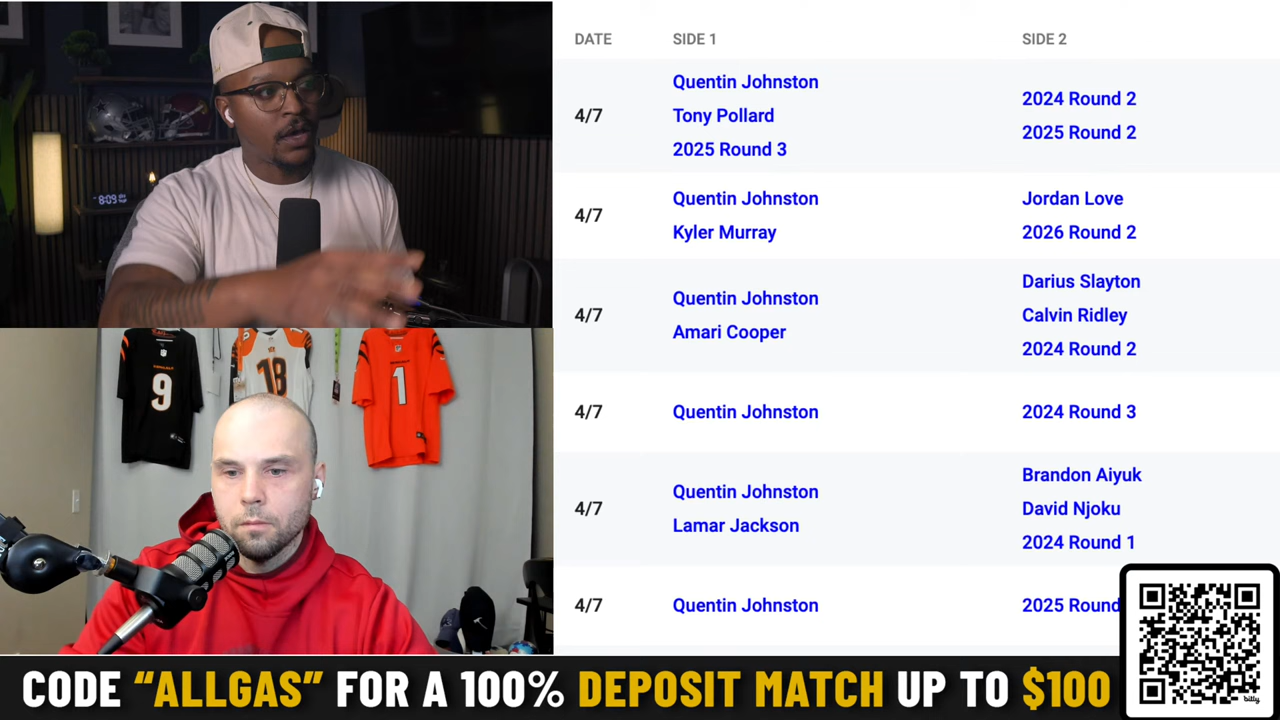 DATE SIDE 1 SIDE 2
4/7
Quentin Johnston
Tony Pollard
2025 Round 3
2024 Round 2
2025 Round 2
4/7
Quentin Johnston
Kyler Murray
Jordan Love
2026 Round 2
4/7
Quentin Johnston
Amari Cooper
Darius Slayton
Calvin Ridley
2024 Round 2
4/7
Quentin Johnston
2024 Round 3
4/7
Quentin Johnston
Lamar Jackson
Brandon Aiyuk
David Njoku
2024 Round 1
4/7
Quentin Johnston
2025 Round
8:09
9
18
1
billy
CODE “ALLGAS” FOR A 100% DEPOSIT MATCH UP TO $100